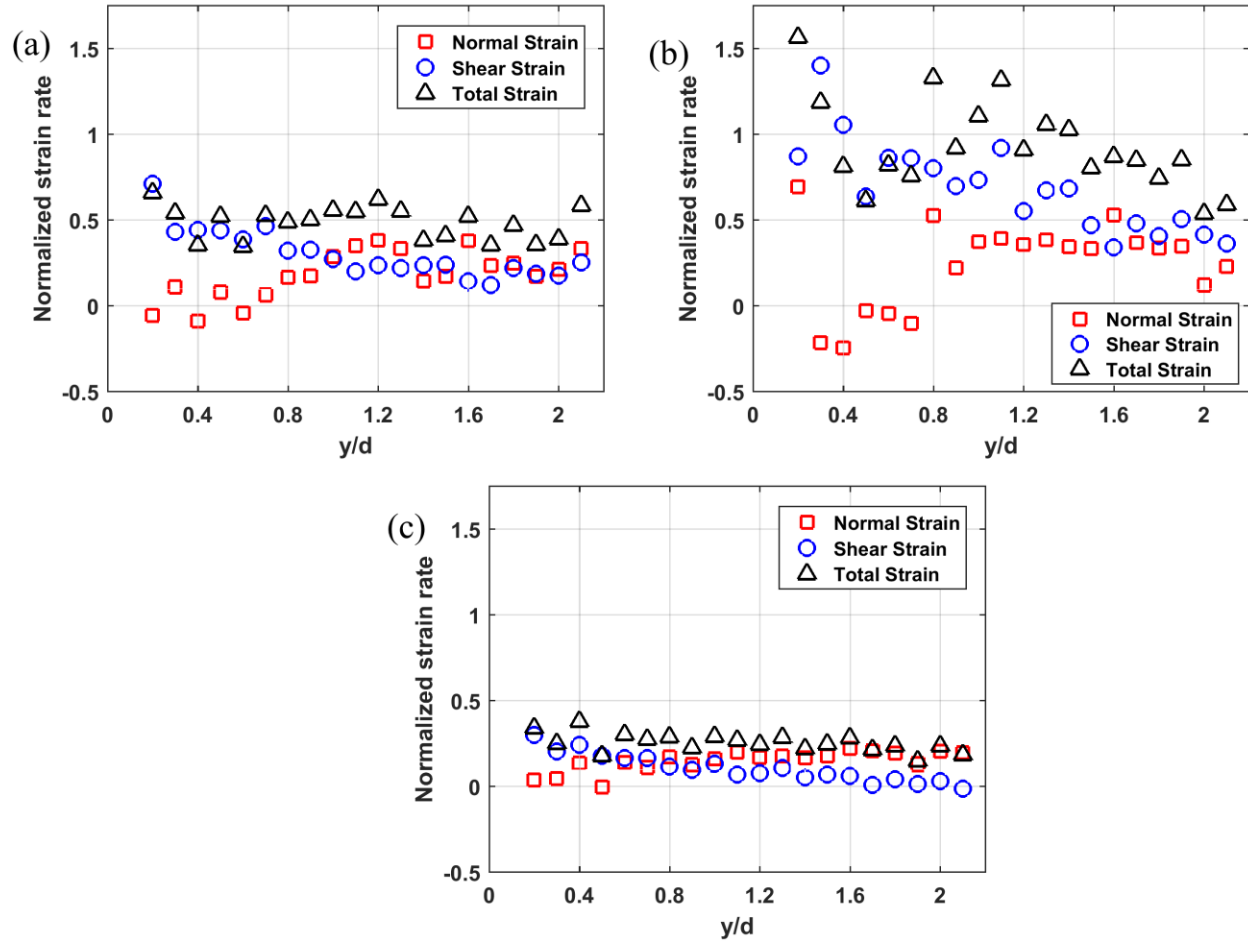 (a)
Normalized strain rate
1.5
1
0.5
0
-0.5
Normal Strain
Shear Strain
Total Strain
0 0.4 0.8 1.2 1.6 2
y/d
(b)
Normalized strain rate
1.5
1
0.5
0
-0.5
Normal Strain
Shear Strain
Total Strain
0 0.4 0.8 1.2 1.6 2
y/d
(c)
Normalized strain rate
1.5
1
0.5
0
-0.5
Normal Strain
Shear Strain
Total Strain
0 0.4 0.8 1.2 1.6 2
y/d